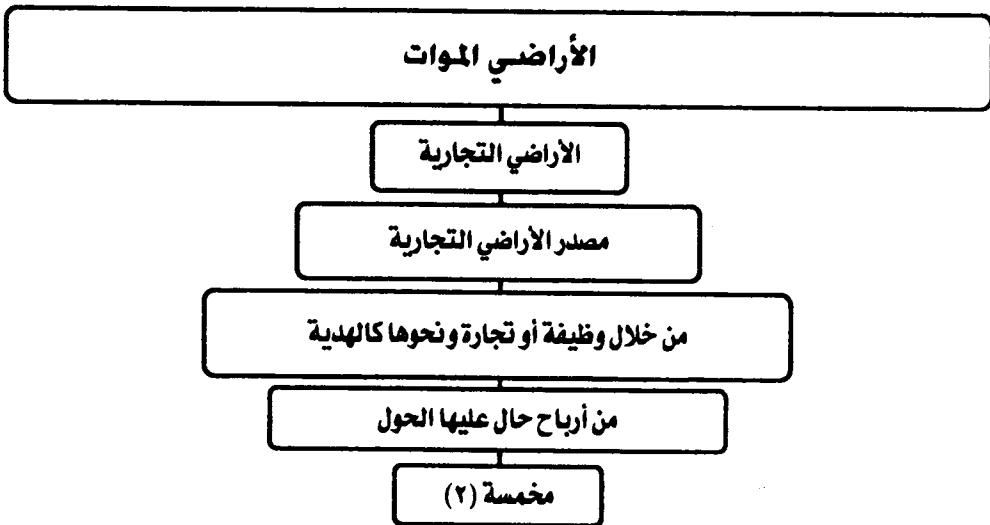 الأراضي الموات
الأراضي التجارية
مصدر الأراضي التجارية
من خلال وظيفة أو تجارة ونحوها كالهدية
من أرباح حال عليها الحول
مخمسة (٢)